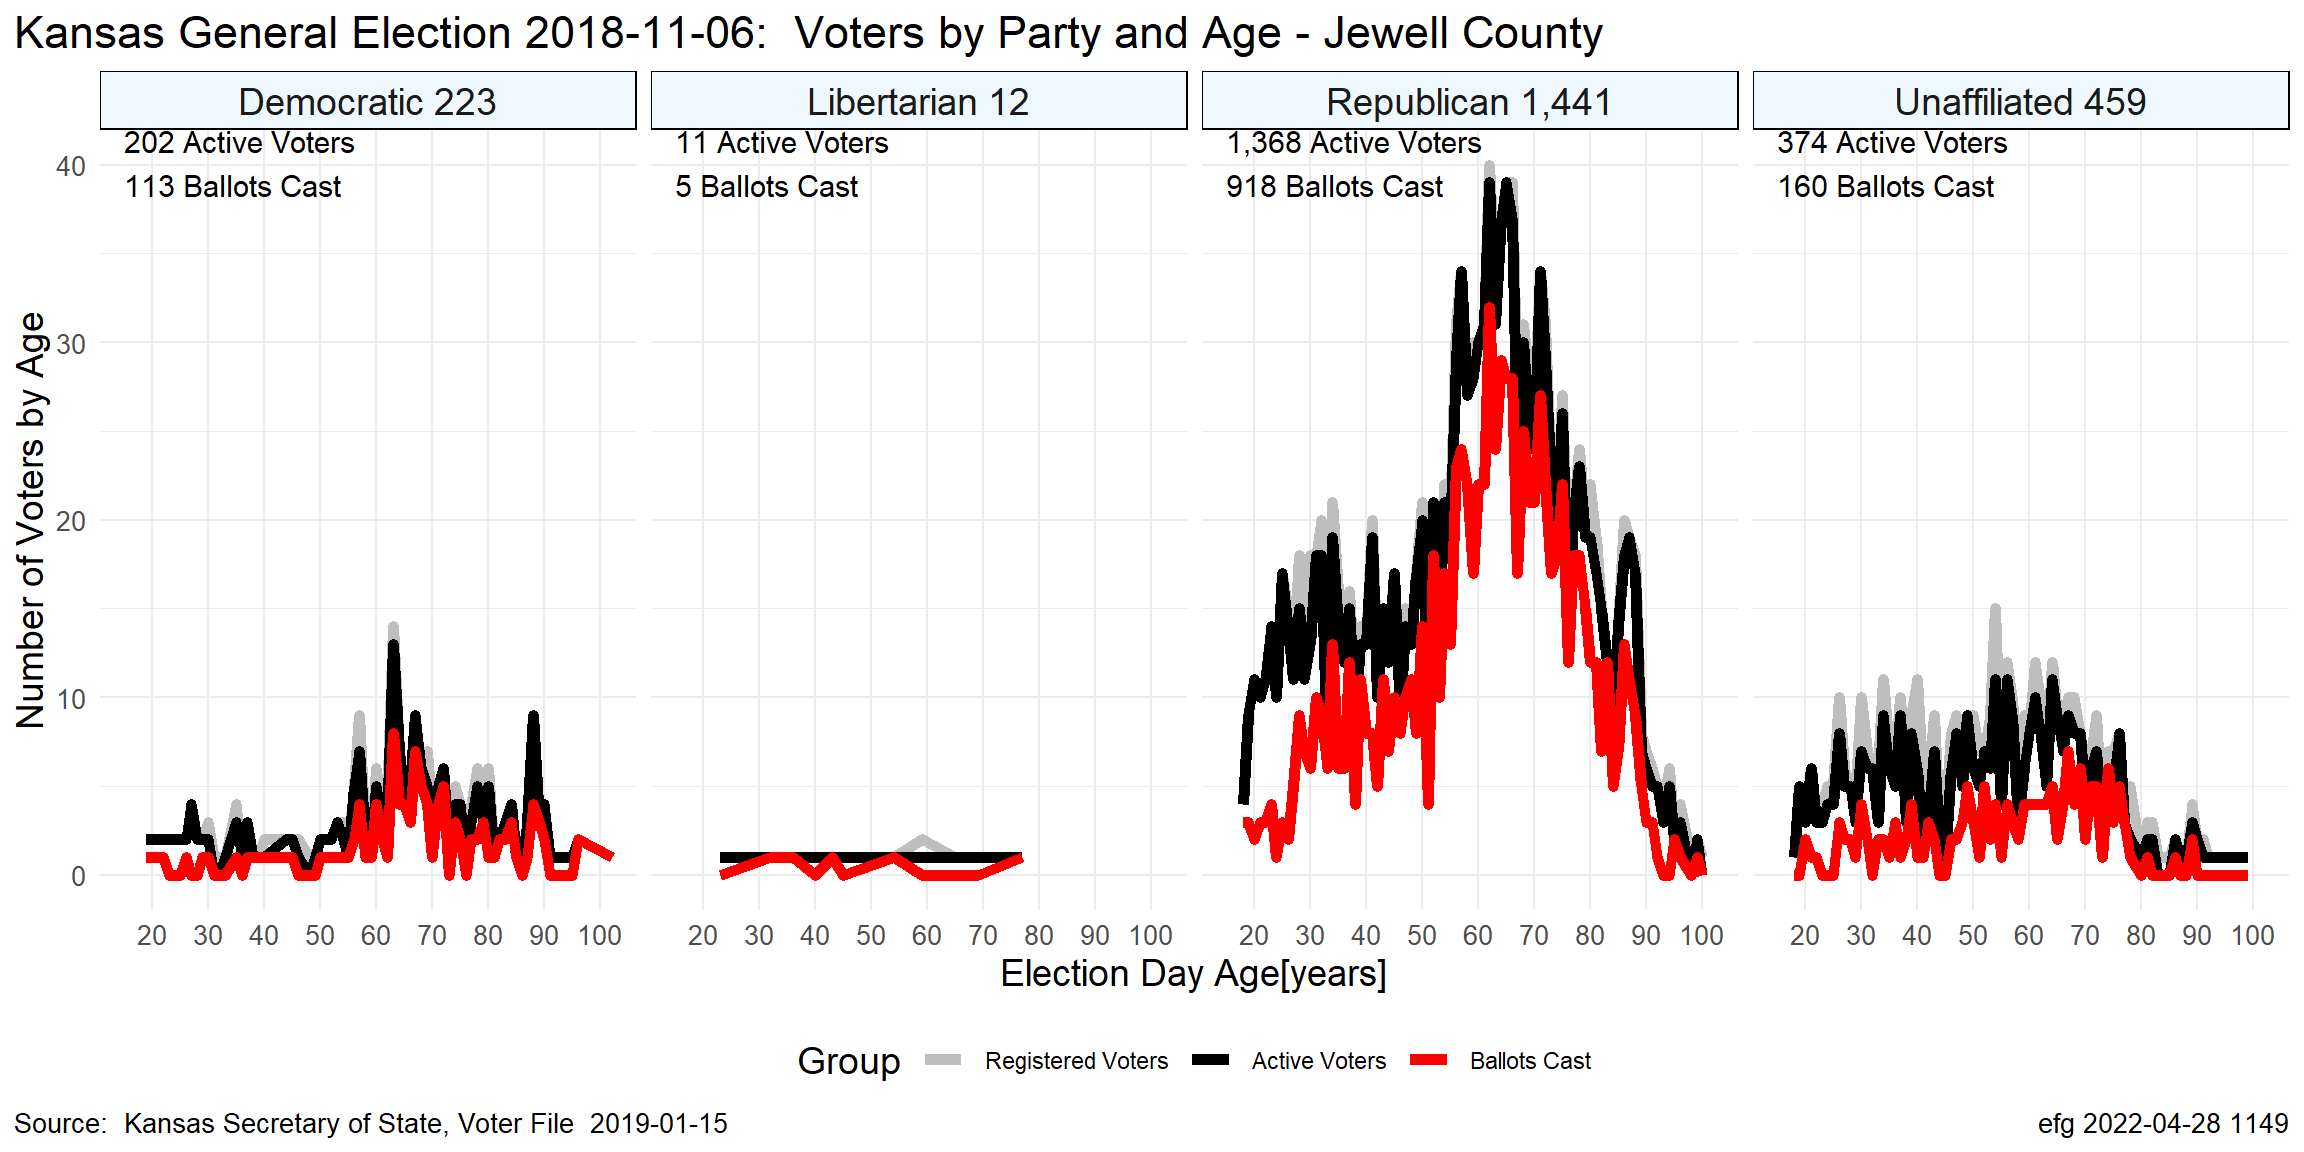 Kansas General Election 2018-11-06:  Voters by Party and Age - Jewell County
Democratic 223
Libertarian 12
Republican 1,441
Unaffiliated 459
202 Active Voters
113 Ballots Cast
11 Active Voters
5 Ballots Cast
1,368 Active Voters
918 Ballots Cast
374 Active Voters
160 Ballots Cast
Number of Voters by Age
40
30
20
10
0
20 30 40 50 60 70 80 90 100
20 30 40 50 60 70 80 90 100
20 30 40 50 60 70 80 90 100
20 30 40 50 60 70 80 90 100
Election Day Age[years]
Group Registered Voters Active Voters Ballots Cast
Source:  Kansas Secretary of State, Voter File  2019-01-15
efg 2022-04-28 1149